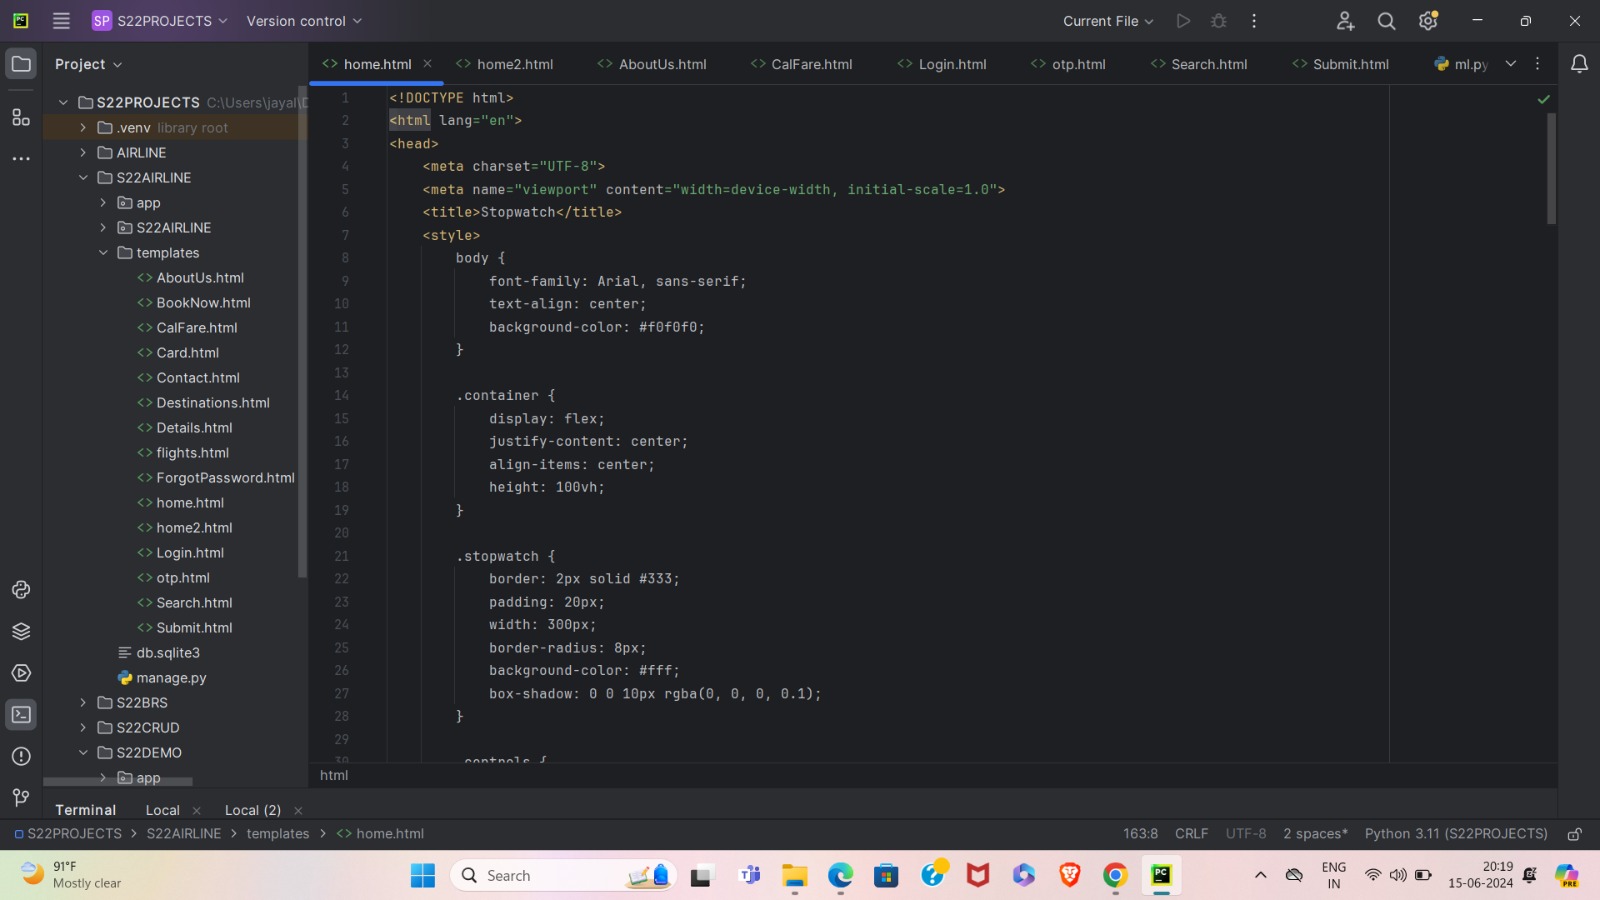 PC
SP S22PROJECTS
Version control
Current File
Project
home.html
home2.html
AboutUs.html
CalFare.html
Login.html
otp.html
Search.html
Submit.html
ml.py
S22PROJECTS C:\Users\jayal\D
.venv library root
AIRLINE
S22AIRLINE
app
S22AIRLINE
templates
AboutUs.html
BookNow.html
CalFare.html
Card.html
Contact.html
Destinations.html
Details.html
flights.html
ForgotPassword.html
home.html
home2.html
Login.html
otp.html
Search.html
Submit.html
db.sqlite3
manage.py
S22BRS
S22CRUD
S22DEMO
app
1 <!DOCTYPE html>
2 <html lang="en">
3 <head>
4 <meta charset="UTF-8">
5 <meta name="viewport" content="width=device-width, initial-scale=1.0">
6 <title>Stopwatch</title>
7 <style>
8 body {
9 font-family: Arial, sans-serif;
10 text-align: center;
11 background-color: #f0f0f0;
12 }
13
14 .container {
15 display: flex;
16 justify-content: center;
17 align-items: center;
18 height: 100vh;
19 }
20
21 .stopwatch {
22 border: 2px solid #333;
23 padding: 20px;
24 width: 300px;
25 border-radius: 8px;
26 background-color: #fff;
27 box-shadow: 0 0 10px rgba(0, 0, 0, 0.1);
28 }
29
30 .controls {
html
Terminal Local Local (2)
S22PROJECTS > S22AIRLINE > templates > home.html
163:8 CRLF UTF-8 2 spaces* Python 3.11 (S22PROJECTS)
91°F
Mostly clear
Search
PC
ENG
IN
20:19
15-06-2024
PRE